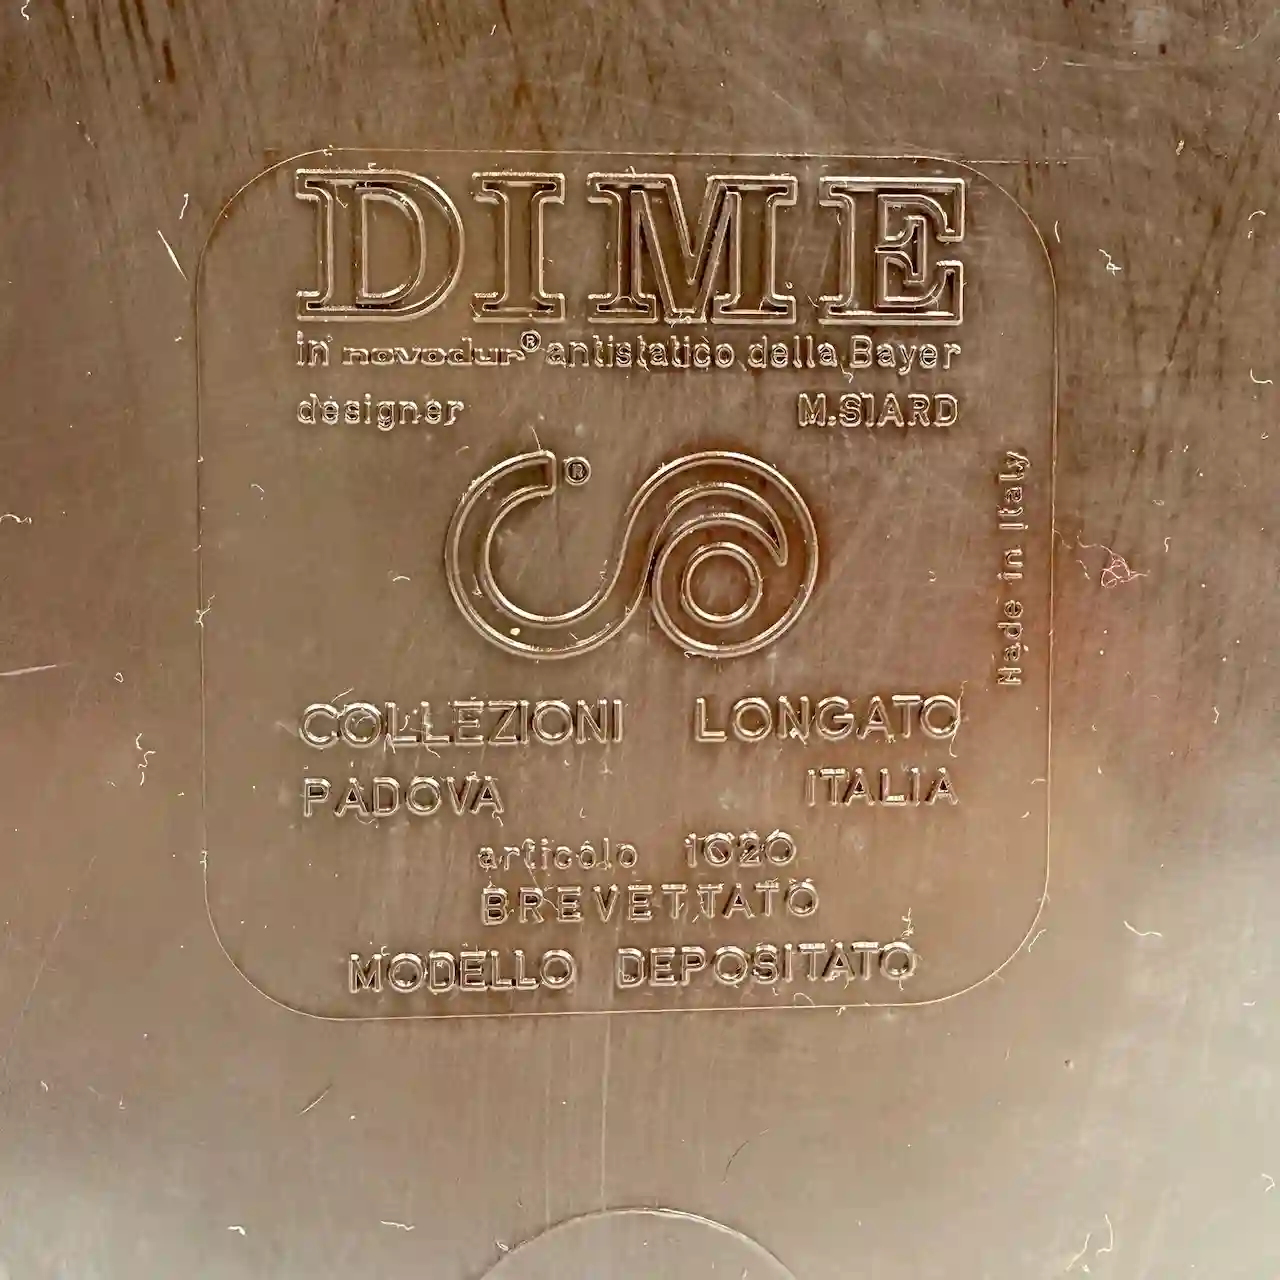 DIME
in novodur® antistatico della Bayer
designer M.SIARD
®
Made in Italy
COLLEZIONI LONGATO
PADOVA ITALIA
articolo 1020
BREVETTATO
MODELLO DEPOSITATO